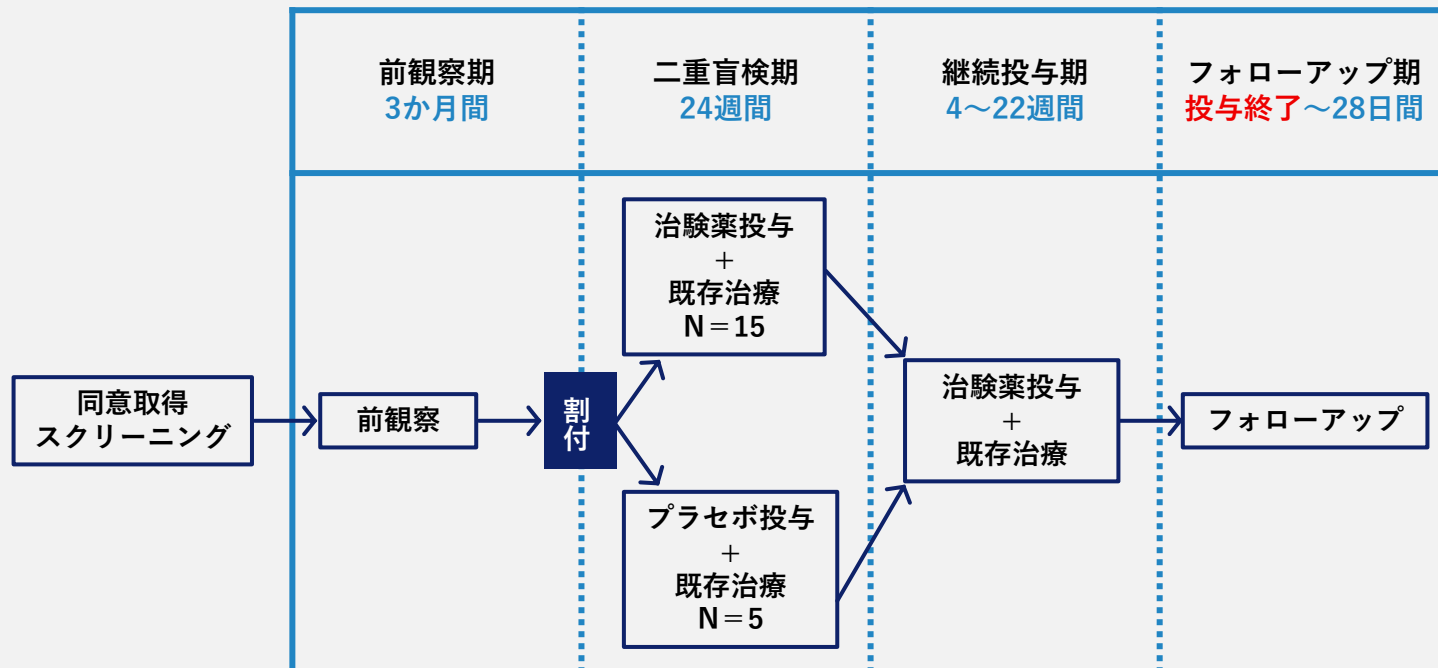 前観察期
3か月間
二重盲検期
24週間
継続投与期
4～22週間
フォローアップ期
投与終了～28日間
同意取得
スクリーニング
前観察
割付
治験薬投与
＋
既存治療
N＝15
プラセボ投与
＋
既存治療
N＝5
治験薬投与
＋
既存治療
フォローアップ